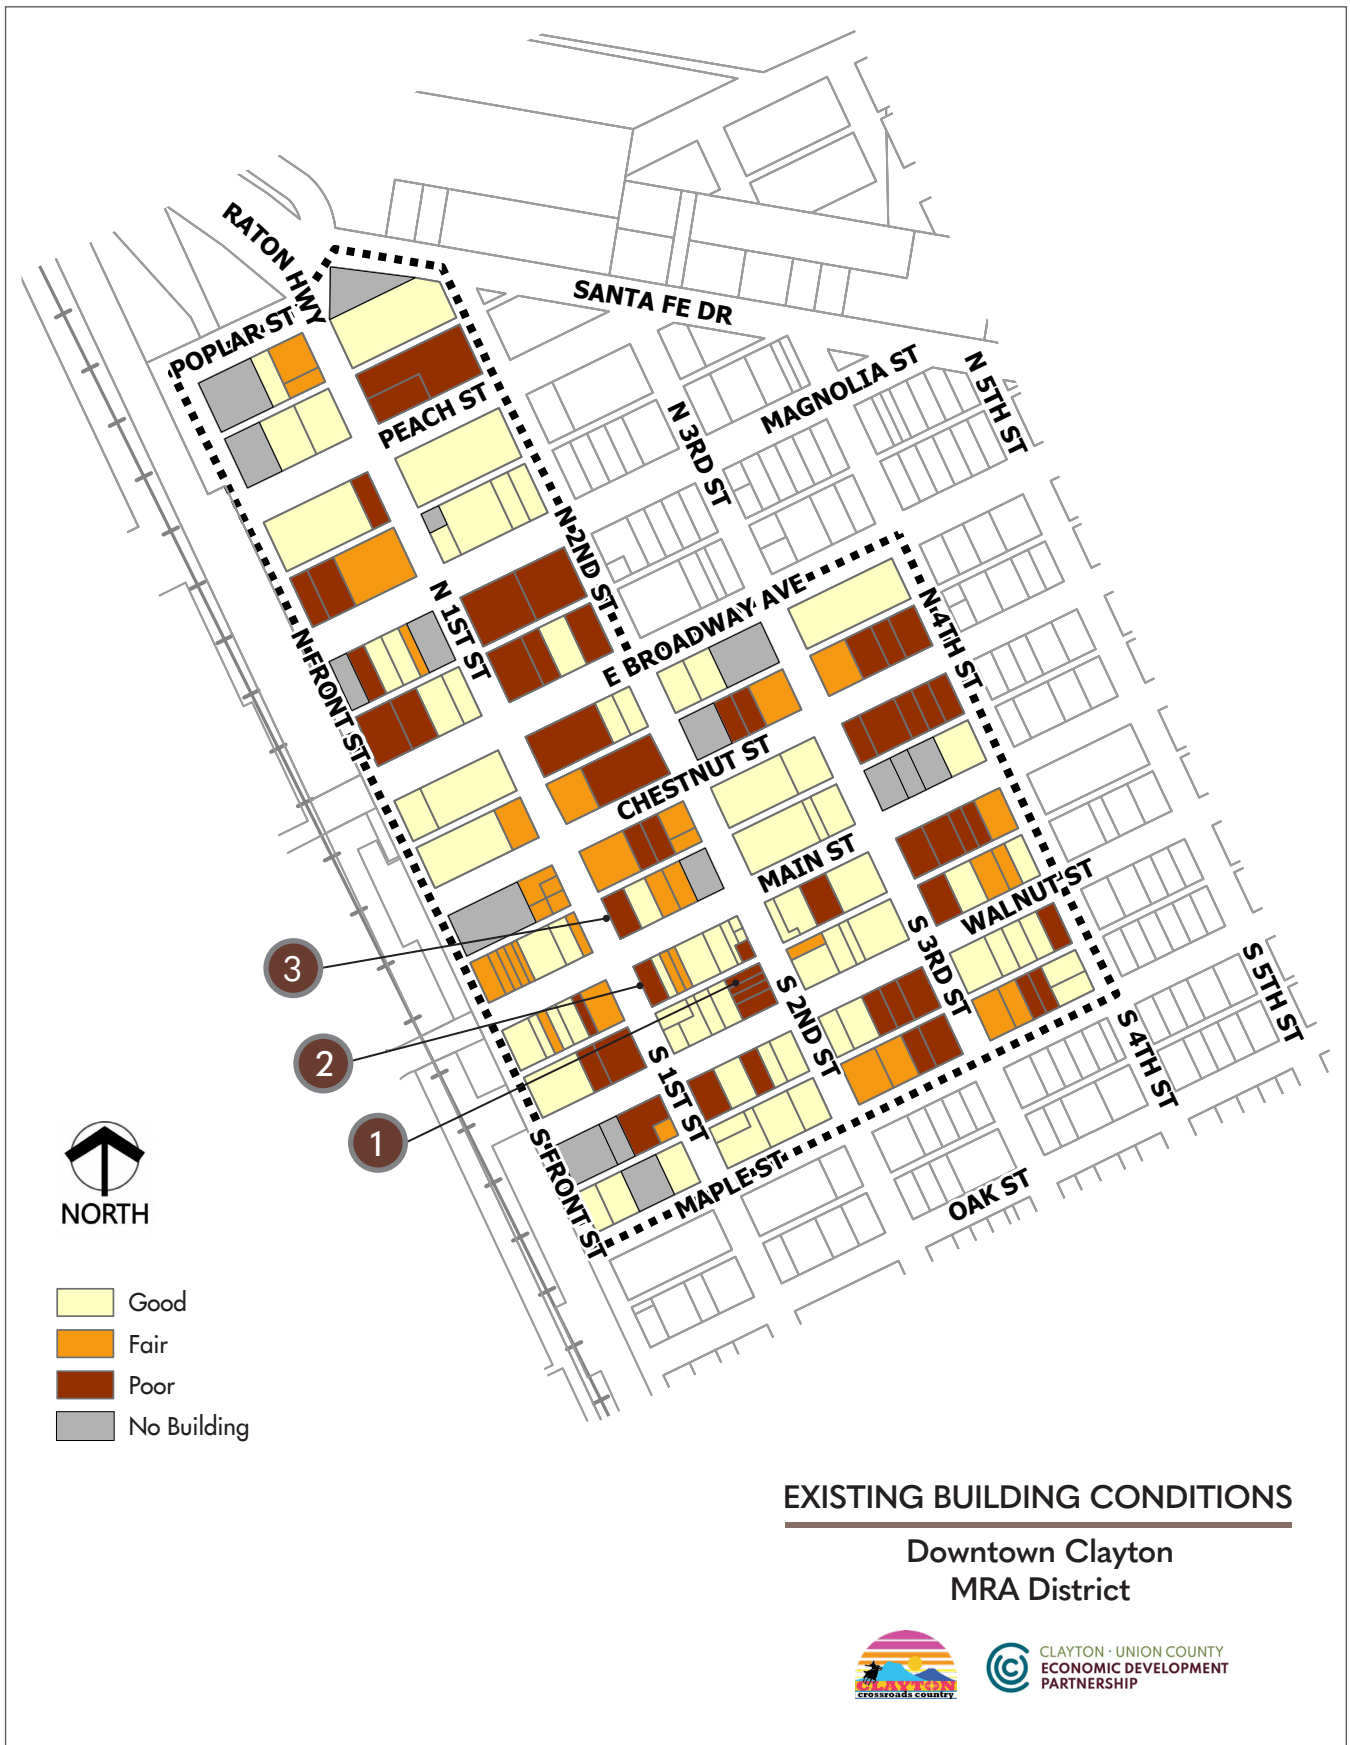 RATON HWY
POPLAR ST
SANTA FE DR
PEACH ST
MAGNOLIA ST
N 5TH ST
N 3RD ST
N 2ND ST
N 1ST ST
E BROADWAY AVE
N 4TH ST
N FRONT ST
CHESTNUT ST
MAIN ST
WALNUT ST
S 3RD ST
S 5TH ST
S 2ND ST
S 4TH ST
S 1ST ST
S FRONT ST
MAPLE ST
OAK ST
3
2
1
NORTH
Good
Fair
Poor
No Building
EXISTING BUILDING CONDITIONS
Downtown Clayton
MRA District
CLAYTON
crossroads country
CLAYTON · UNION COUNTY
ECONOMIC DEVELOPMENT
PARTNERSHIP